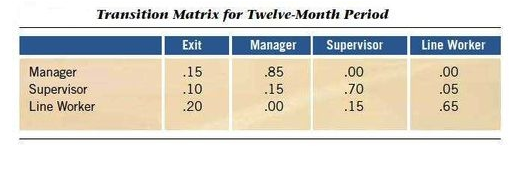 Transition Matrix for Twelve-Month Period
Exit Manager Supervisor Line Worker
Manager .15 .85 .00 .00
Supervisor .10 .15 .70 .05
Line Worker .20 .00 .15 .65